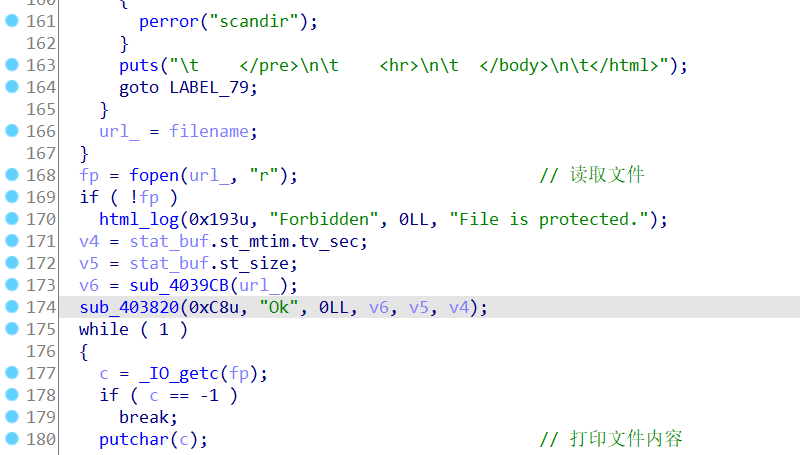 160 {
161 perror("scandir");
162 }
163 puts("\t    </pre>\n\t    <hr>\n\t  </body>\n\t</html>");
164 goto LABEL_79;
165 }
166 url_ = filename;
167 }
168 fp = fopen(url_, "r"); // 读取文件
169 if ( !fp )
170 html_log(0x193u, "Forbidden", 0LL, "File is protected.");
171 v4 = stat_buf.st_mtim.tv_sec;
172 v5 = stat_buf.st_size;
173 v6 = sub_4039CB(url_);
174 sub_403820(0xC8u, "Ok", 0LL, v6, v5, v4);
175 while ( 1 )
176 {
177 c = _IO_getc(fp);
178 if ( c == -1 )
179 break;
180 putchar(c); // 打印文件内容